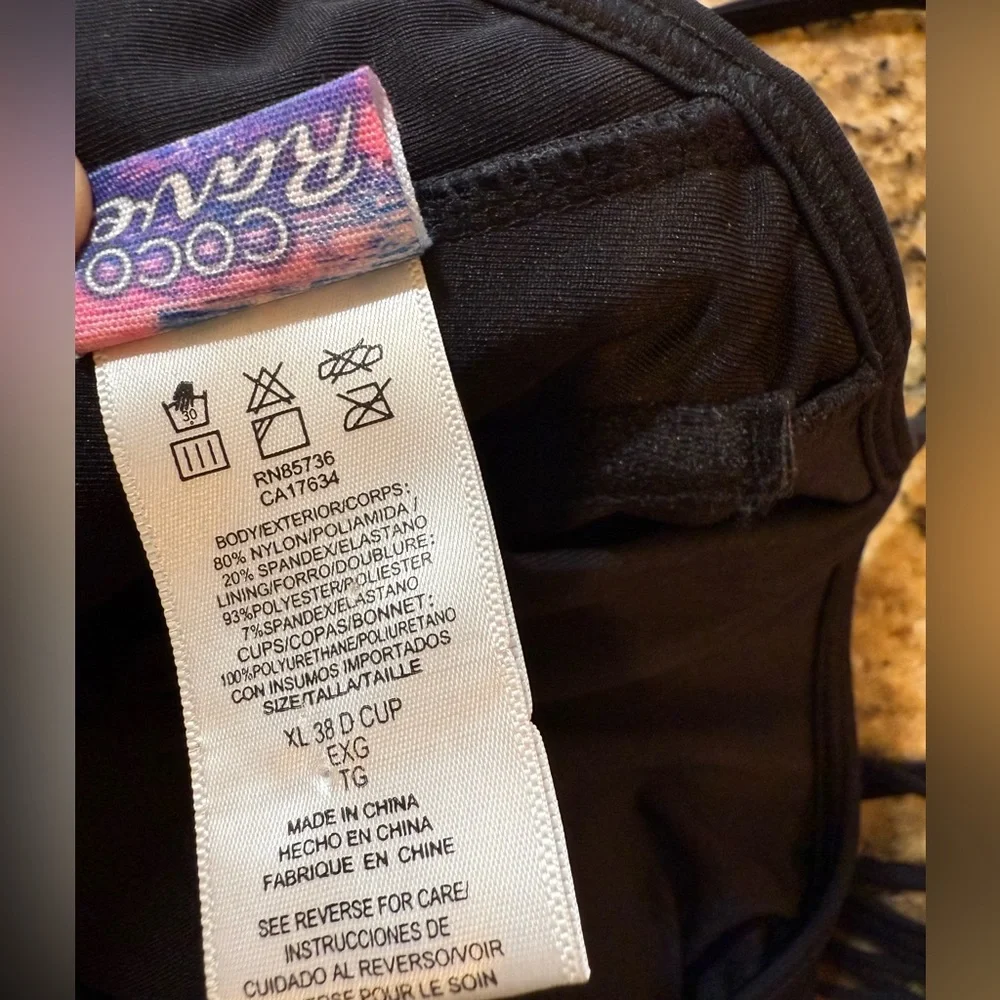 COCO
Rave
30
RN85736
CA17634
BODY/EXTERIOR/CORPS:
80% NYLON/POLIAMIDA /
20% SPANDEX/ELASTANO
LINING/FORRO/DOUBLURE:
93%POLYESTER/POLIESTER
7%SPANDEX/ELASTANO
CUPS/COPAS/BONNET:
100%POLYURETHANE/POLIURETANO
CON INSUMOS IMPORTADOS
SIZE/TALLA/TAILLE
XL 38 D CUP
EXG
TG
MADE IN CHINA
HECHO EN CHINA
FABRIQUE EN CHINE
SEE REVERSE FOR CARE/
INSTRUCCIONES DE
CUIDADO AL REVERSO/VOIR
POUR LE SOIN